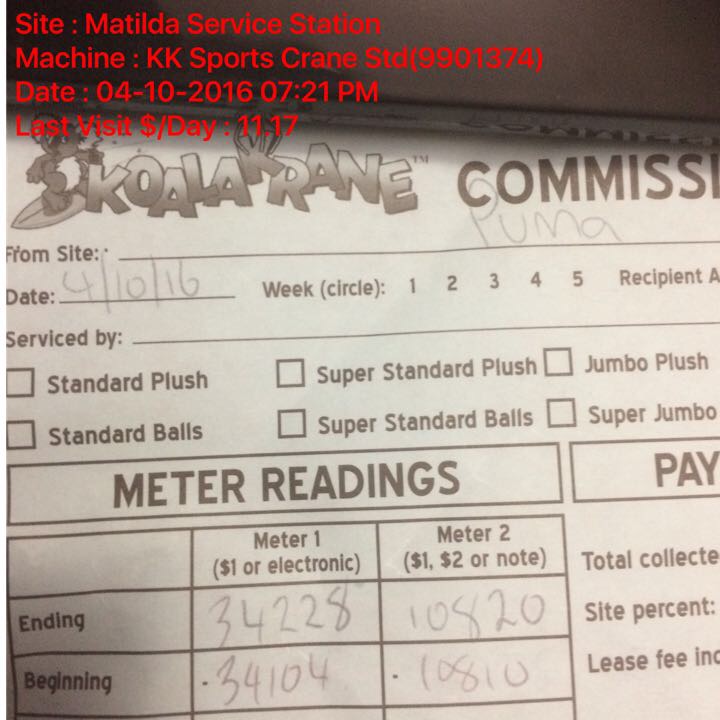 Site : Matilda Service Station
Machine : KK Sports Crane Std(9901374)
Date : 04-10-2016 07:21 PM
Last Visit $/Day : 11.17
KOALA KRANE™ COMMISSI
Puma
From Site:
Date: 4/10/16 Week (circle): 1 2 3 4 5 Recipient A
Serviced by:
Standard Plush Super Standard Plush Jumbo Plush
Standard Balls Super Standard Balls Super Jumbo
METER READINGS PAY
Meter 1 Meter 2
($1 or electronic) ($1, $2 or note) Total collecte
Ending 34228 10820 Site percent:
Beginning - 34104 - 10810 Lease fee inc